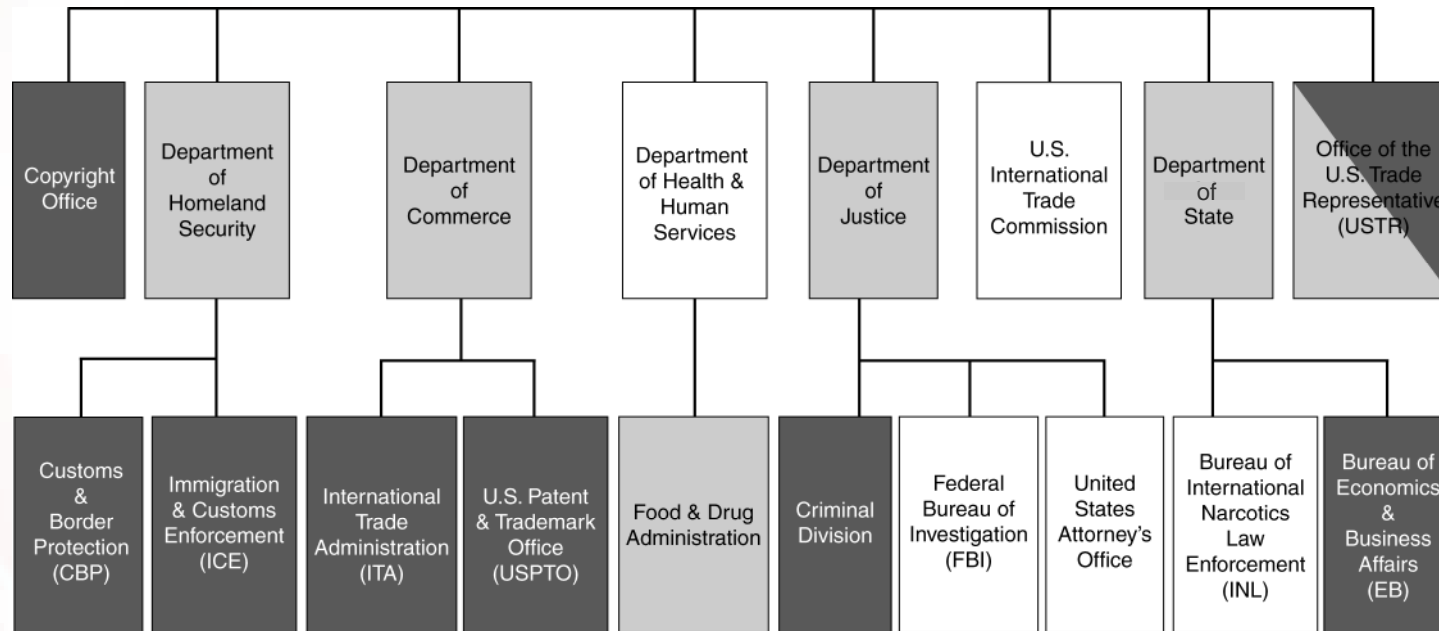 Copyright
Office
Department
of
Homeland
Security
Department
of
Commerce
Department
of Health &
Human
Services
Department
of
Justice
U.S.
International
Trade
Commission
Department
of
State
Office of the
U.S. Trade
Representative
(USTR)
Customs
&
Border
Protection
(CBP)
Immigration
& Customs
Enforcement
(ICE)
International
Trade
Administration
(ITA)
U.S. Patent
& Trademark
Office
(USPTO)
Food & Drug
Administration
Criminal
Division
Federal
Bureau of
Investigation
(FBI)
United
States
Attorney's
Office
Bureau of
International
Narcotics
Law
Enforcement
(INL)
Bureau of
Economics
&
Business
Affairs
(EB)